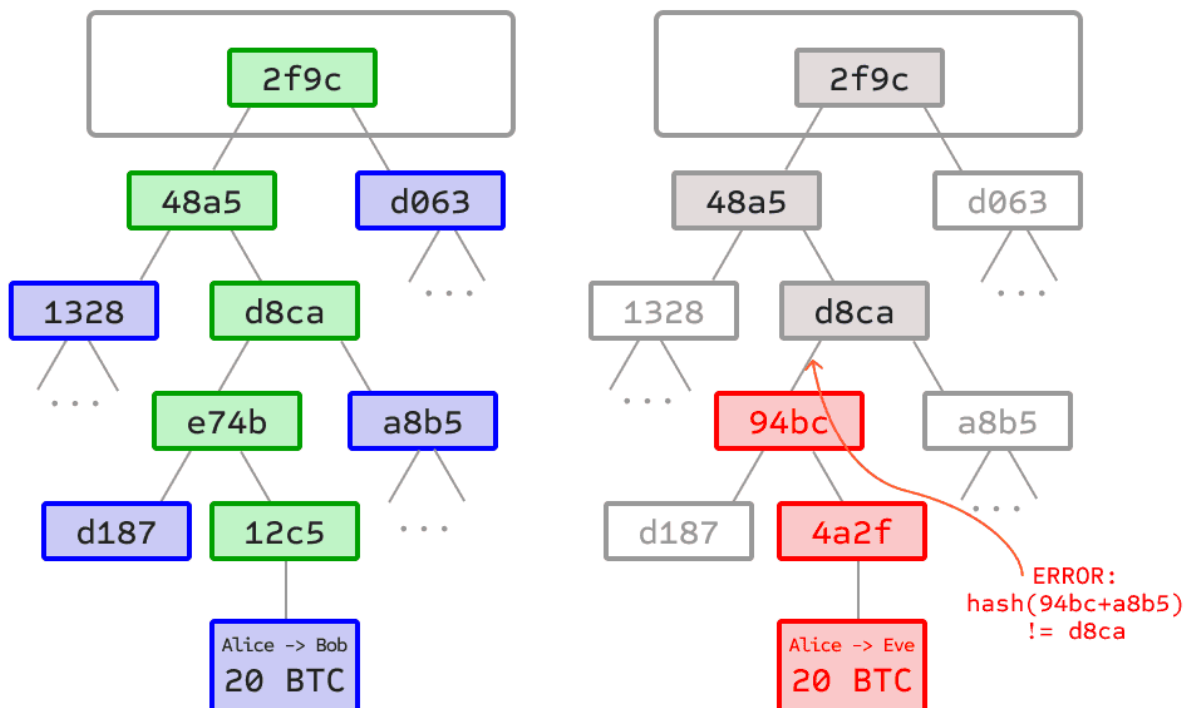 2f9c
48a5
d063
1328
d8ca
...
...
e74b
a8b5
d187
12c5
...
Alice -> Bob
20 BTC
2f9c
48a5
d063
1328
d8ca
...
...
94bc
a8b5
d187
4a2f
...
ERROR:
hash(94bc+a8b5)
!= d8ca
Alice -> Eve
20 BTC